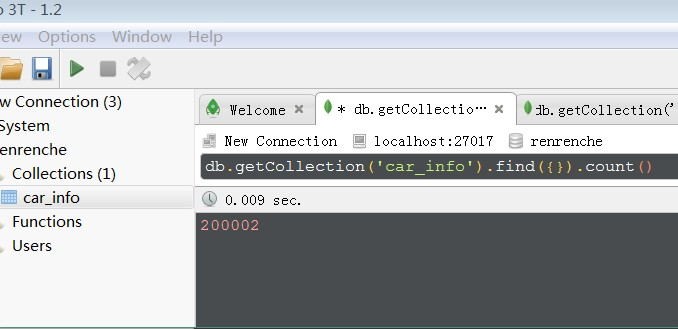 o 3T - 1.2
ew Options Window Help
w Connection (3)
System
enrenche
Collections (1)
car_info
Functions
Users
Welcome
* db.getCollectio...
db.getCollection('
New Connection localhost:27017 renrenche
db.getCollection('car_info').find({}).count()
0.009 sec.
200002